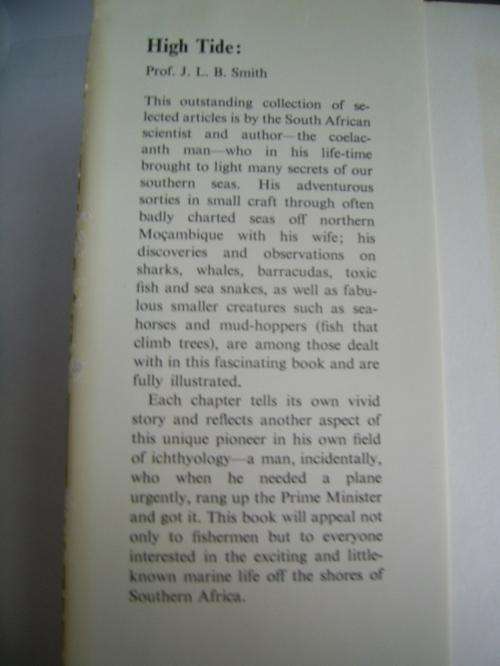 High Tide:
Prof. J. L. B. Smith
This outstanding collection of se-
lected articles is by the South African
scientist and author—the coelac-
anth man—who in his life-time
brought to light many secrets of our
southern seas. His adventurous
sorties in small craft through often
badly charted seas off northern
Moçambique with his wife; his
discoveries and observations on
sharks, whales, barracudas, toxic
fish and sea snakes, as well as fabu-
lous smaller creatures such as sea-
horses and mud-hoppers (fish that
climb trees), are among those dealt
with in this fascinating book and are
fully illustrated.
Each chapter tells its own vivid
story and reflects another aspect of
this unique pioneer in his own field
of ichthyology—a man, incidentally,
who when he needed a plane
urgently, rang up the Prime Minister
and got it. This book will appeal not
only to fishermen but to everyone
interested in the exciting and little-
known marine life off the shores of
Southern Africa.